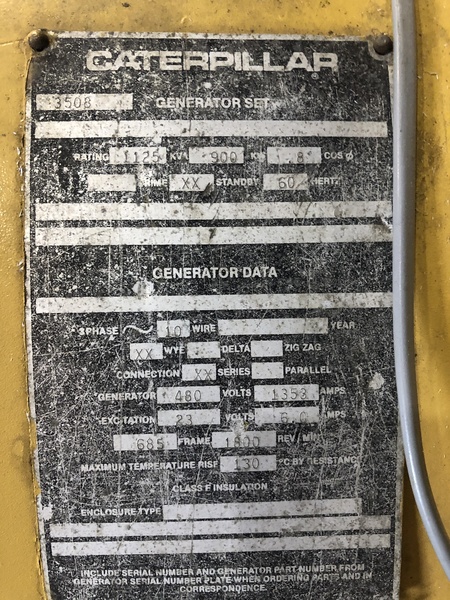 CATERPILLAR
3508 GENERATOR SET
RATING 1125 KVA 900 KW .8 COS φ
PRIME XX STANDBY 60 HERTZ
GENERATOR DATA
3 PHASE 10 WIRE YEAR
XX WYE DELTA ZIG ZAG
CONNECTION XX SERIES PARALLEL
GENERATOR 480 VOLTS 1353 AMPS
EXCITATION 23 VOLTS 6.0 AMPS
685 FRAME 1800 REV/MIN
MAXIMUM TEMPERATURE RISE 130 °C BY RESISTANCE
CLASS F INSULATION
ENCLOSURE TYPE
INCLUDE SERIAL NUMBER AND GENERATOR PART NUMBER FROM
GENERATOR SERIAL NUMBER PLATE WHEN ORDERING PARTS AND IN
CORRESPONDENCE.